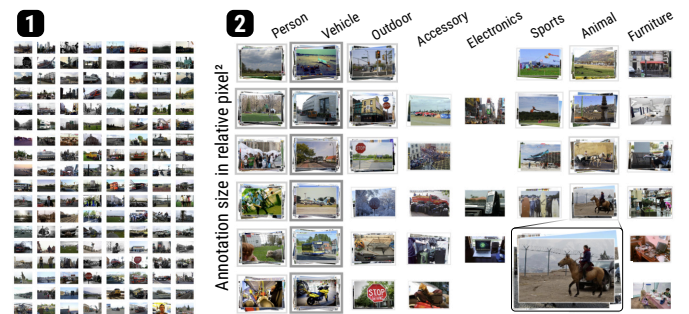 1
2
Person
Vehicle
Outdoor
Accessory
Electronics
Sports
Animal
Furniture
Annotation size in relative pixel²
STOP